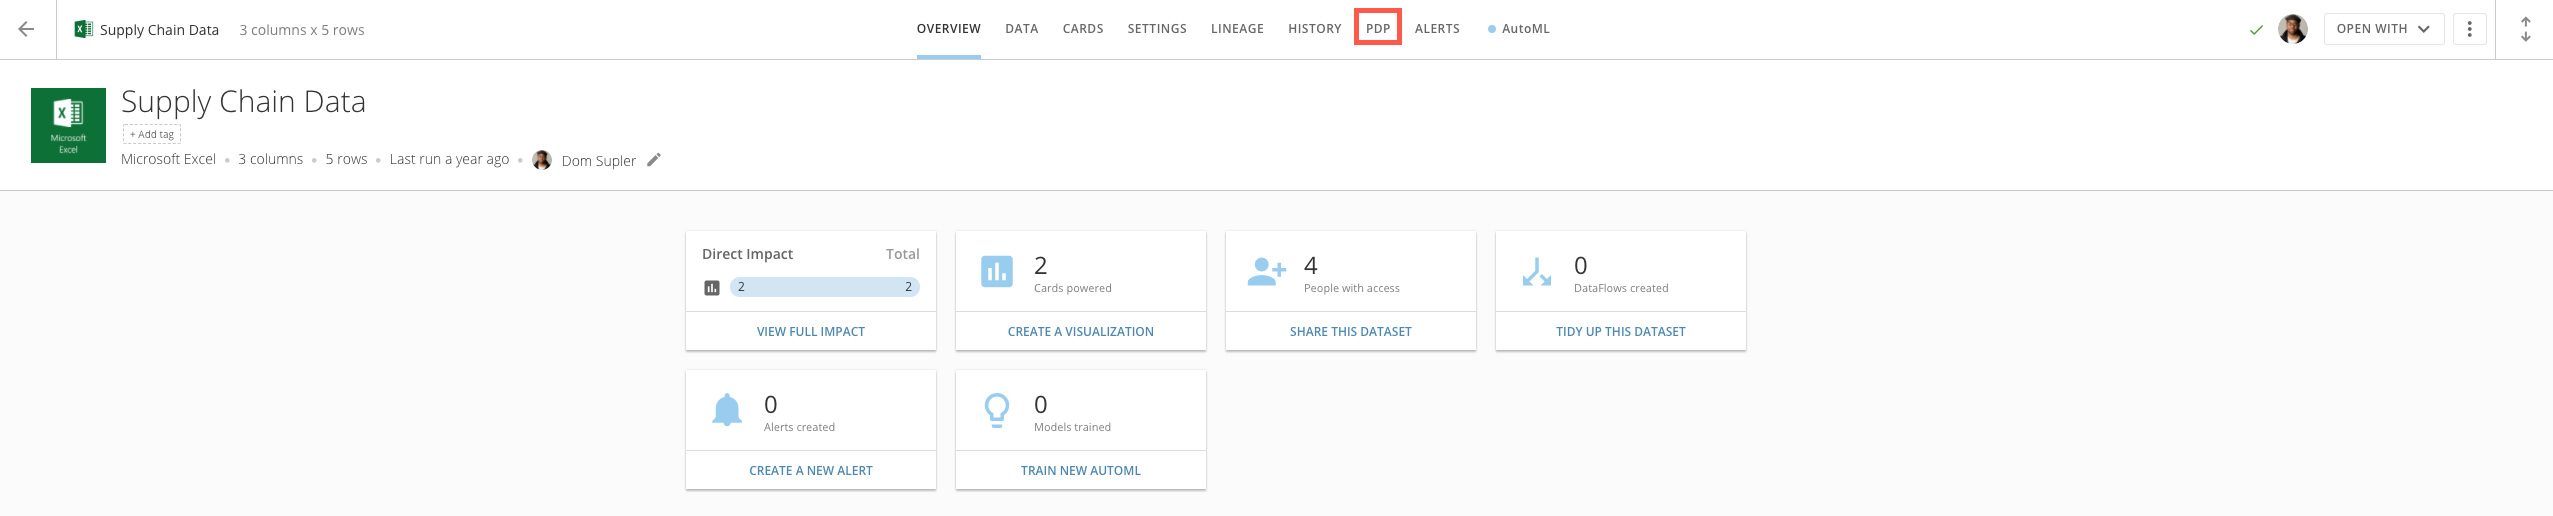 Supply Chain Data 3 columns x 5 rows OVERVIEW DATA CARDS SETTINGS LINEAGE HISTORY PDP ALERTS AutoML OPEN WITH
Supply Chain Data
+ Add tag
Microsoft Excel
Microsoft Excel • 3 columns • 5 rows • Last run a year ago • Dom Supler
Direct Impact Total
2 2
VIEW FULL IMPACT
2
Cards powered
CREATE A VISUALIZATION
4
People with access
SHARE THIS DATASET
0
DataFlows created
TIDY UP THIS DATASET
0
Alerts created
CREATE A NEW ALERT
0
Models trained
TRAIN NEW AUTOML